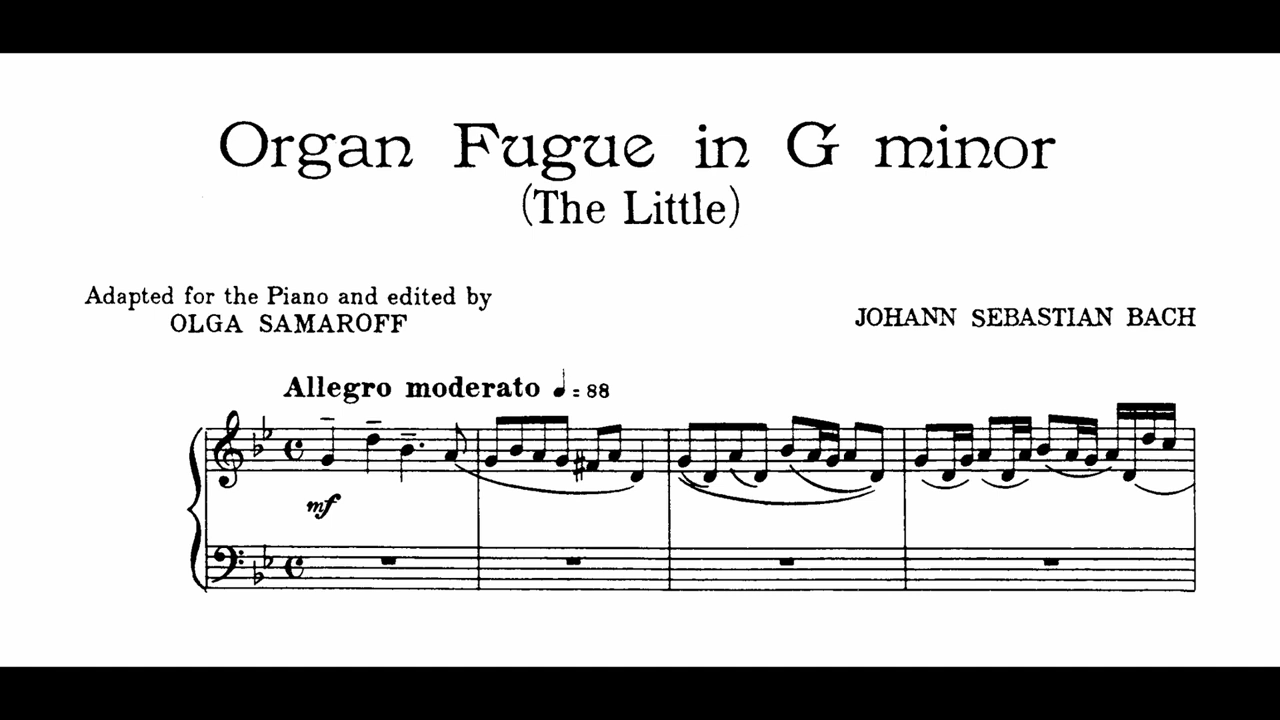 Organ Fugue in G minor
(The Little)
Adapted for the Piano and edited by
OLGA SAMAROFF
JOHANN SEBASTIAN BACH
Allegro moderato ♩ = 88
mf